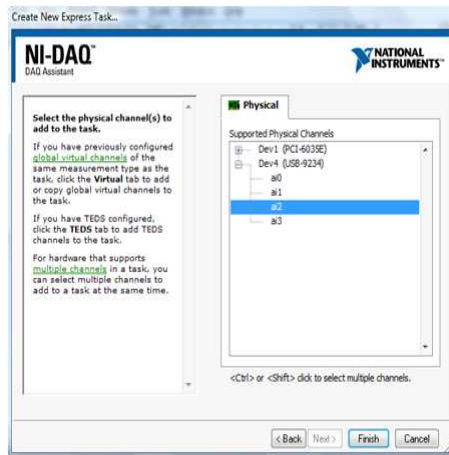 Create New Express Task...
NI-DAQ™
DAQ Assistant
NATIONAL
INSTRUMENTS™
Select the physical channel(s) to
add to the task.
If you have previously configured
global virtual channels of the
same measurement type as the
task, click the Virtual tab to add
or copy global virtual channels to
the task.
If you have TEDS configured,
click the TEDS tab to add TEDS
channels to the task.
For hardware that supports
multiple channels in a task, you
can select multiple channels to
add to a task at the same time.
Physical
Supported Physical Channels
Dev1 (PCI-6035E)
Dev4 (USB-9234)
ai0
ai1
ai2
ai3
<Ctrl> or <Shift> click to select multiple channels.
< Back
Next >
Finish
Cancel